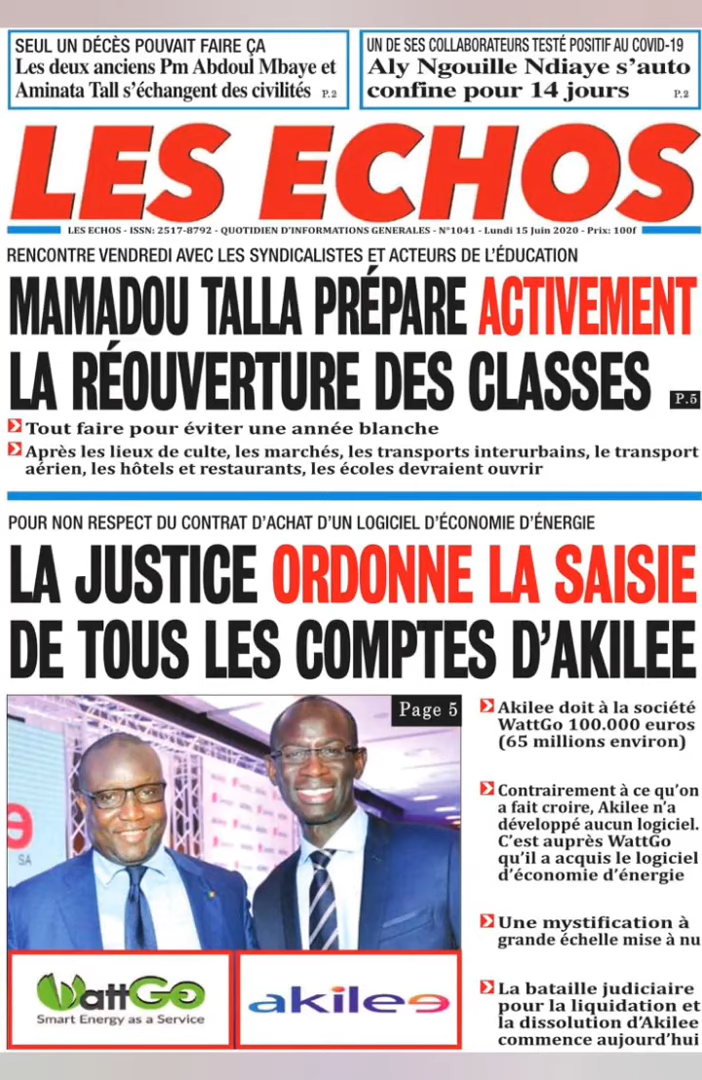 SEUL UN DÉCÈS POUVAIT FAIRE ÇA
Les deux anciens Pm Abdoul Mbaye et
Aminata Tall s'échangent des civilités P.2
UN DE SES COLLABORATEURS TESTÉ POSITIF AU COVID-19
Aly Ngouille Ndiaye s'auto
confine pour 14 jours P.2
LES ECHOS
LES ECHOS - ISSN: 2517-8792 - QUOTIDIEN D'INFORMATIONS GENERALES - N°1041 - Lundi 15 Juin 2020 - Prix: 100f
RENCONTRE VENDREDI AVEC LES SYNDICALISTES ET ACTEURS DE L'ÉDUCATION
MAMADOU TALLA PRÉPARE ACTIVEMENT
LA RÉOUVERTURE DES CLASSES P.5
Tout faire pour éviter une année blanche
Après les lieux de culte, les marchés, les transports interurbains, le transport
aérien, les hôtels et restaurants, les écoles devraient ouvrir
POUR NON RESPECT DU CONTRAT D'ACHAT D'UN LOGICIEL D'ÉCONOMIE D'ÉNERGIE
LA JUSTICE ORDONNE LA SAISIE
DE TOUS LES COMPTES D'AKILEE
Page 5
e
SA
WattGO
Smart Energy as a Service
akilee
Akilee doit à la société
WattGo 100.000 euros
(65 millions environ)
Contrairement à ce qu'on
a fait croire, Akilee n'a
développé aucun logiciel.
C'est auprès WattGo
qu'il a acquis le logiciel
d'économie d'énergie
Une mystification à
grande échelle mise à nu
La bataille judiciaire
pour la liquidation et
la dissolution d'Akilee
commence aujourd'hui